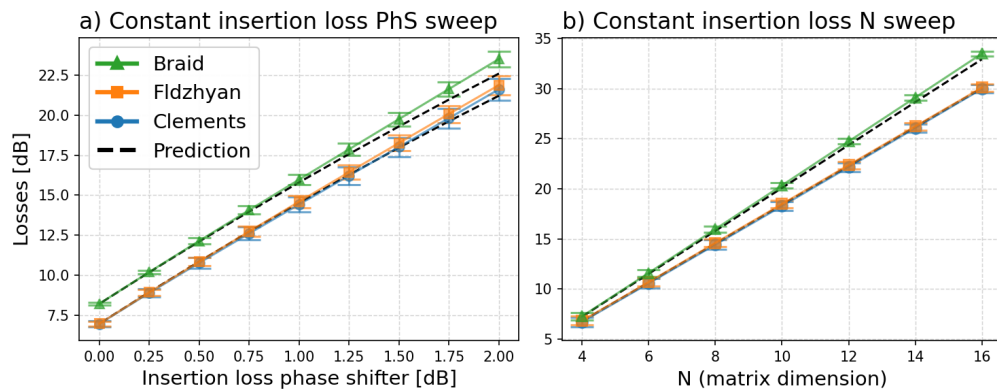 a) Constant insertion loss PhS sweep
Braid
Fldzhyan
Clements
Prediction
Losses [dB]
22.5
20.0
17.5
15.0
12.5
10.0
7.5
0.00 0.25 0.50 0.75 1.00 1.25 1.50 1.75 2.00
Insertion loss phase shifter [dB]
b) Constant insertion loss N sweep
35
30
25
20
15
10
5
4 6 8 10 12 14 16
N (matrix dimension)